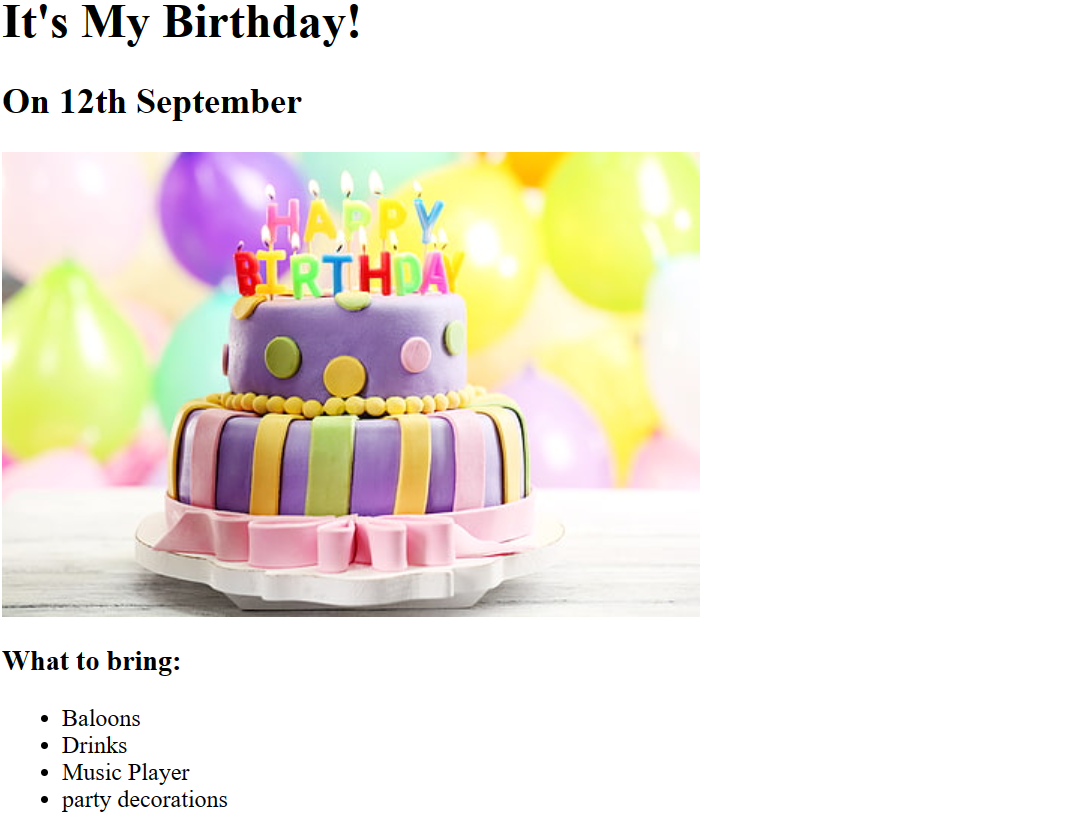 It's My Birthday!
On 12th September
HAPPY
BIRTHDAY
What to bring:
Baloons
Drinks
Music Player
party decorations